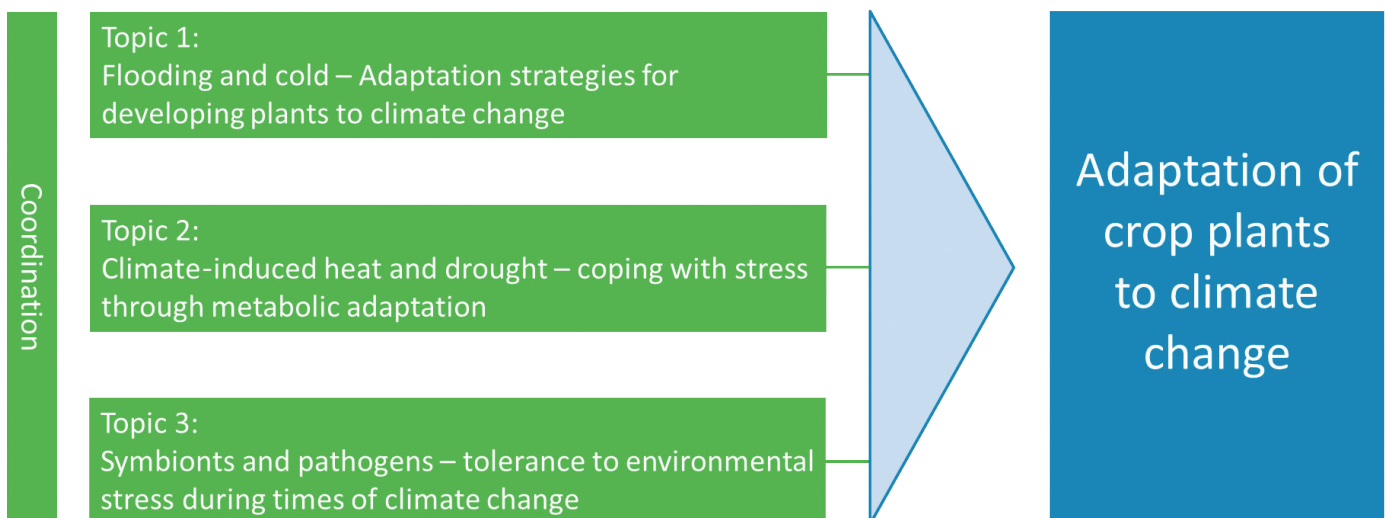 Coordination
Topic 1:
Flooding and cold – Adaptation strategies for
developing plants to climate change
Topic 2:
Climate-induced heat and drought – coping with stress
through metabolic adaptation
Topic 3:
Symbionts and pathogens – tolerance to environmental
stress during times of climate change
Adaptation of
crop plants
to climate
change